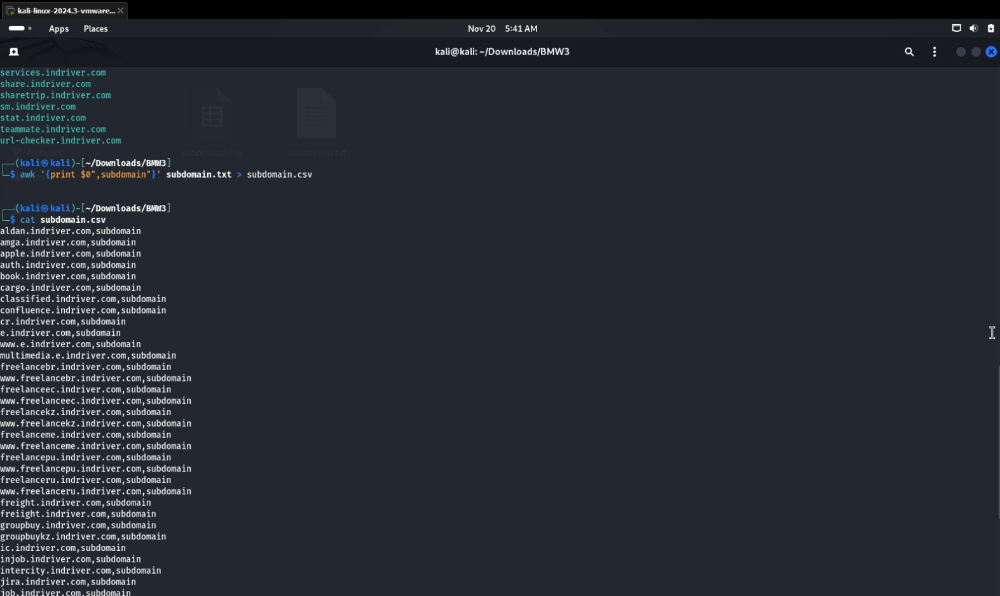 kali-linux-2024.3-vmware...
Apps Places
Nov 20 5:41 AM
kali@kali: ~/Downloads/BMW3
services.indriver.com
share.indriver.com
sharetrip.indriver.com
sm.indriver.com
stat.indriver.com
teammate.indriver.com
url-checker.indriver.com
Network
subdomain.csv
subdomain.txt
┌──(kali㉿kali)-[~/Downloads/BMW3]
└─$ awk '{print $0",subdomain"}' subdomain.txt > subdomain.csv
┌──(kali㉿kali)-[~/Downloads/BMW3]
└─$ cat subdomain.csv
aldan.indriver.com,subdomain
amga.indriver.com,subdomain
apple.indriver.com,subdomain
auth.indriver.com,subdomain
book.indriver.com,subdomain
cargo.indriver.com,subdomain
classified.indriver.com,subdomain
confluence.indriver.com,subdomain
cr.indriver.com,subdomain
e.indriver.com,subdomain
www.e.indriver.com,subdomain
multimedia.e.indriver.com,subdomain
freelancebr.indriver.com,subdomain
www.freelancebr.indriver.com,subdomain
freelanceec.indriver.com,subdomain
www.freelanceec.indriver.com,subdomain
freelancekz.indriver.com,subdomain
www.freelancekz.indriver.com,subdomain
freelanceme.indriver.com,subdomain
www.freelanceme.indriver.com,subdomain
freelancepu.indriver.com,subdomain
www.freelancepu.indriver.com,subdomain
freelanceru.indriver.com,subdomain
www.freelanceru.indriver.com,subdomain
freight.indriver.com,subdomain
freiight.indriver.com,subdomain
groupbuy.indriver.com,subdomain
groupbuykz.indriver.com,subdomain
ic.indriver.com,subdomain
injob.indriver.com,subdomain
intercity.indriver.com,subdomain
jira.indriver.com,subdomain
job.indriver.com,subdomain